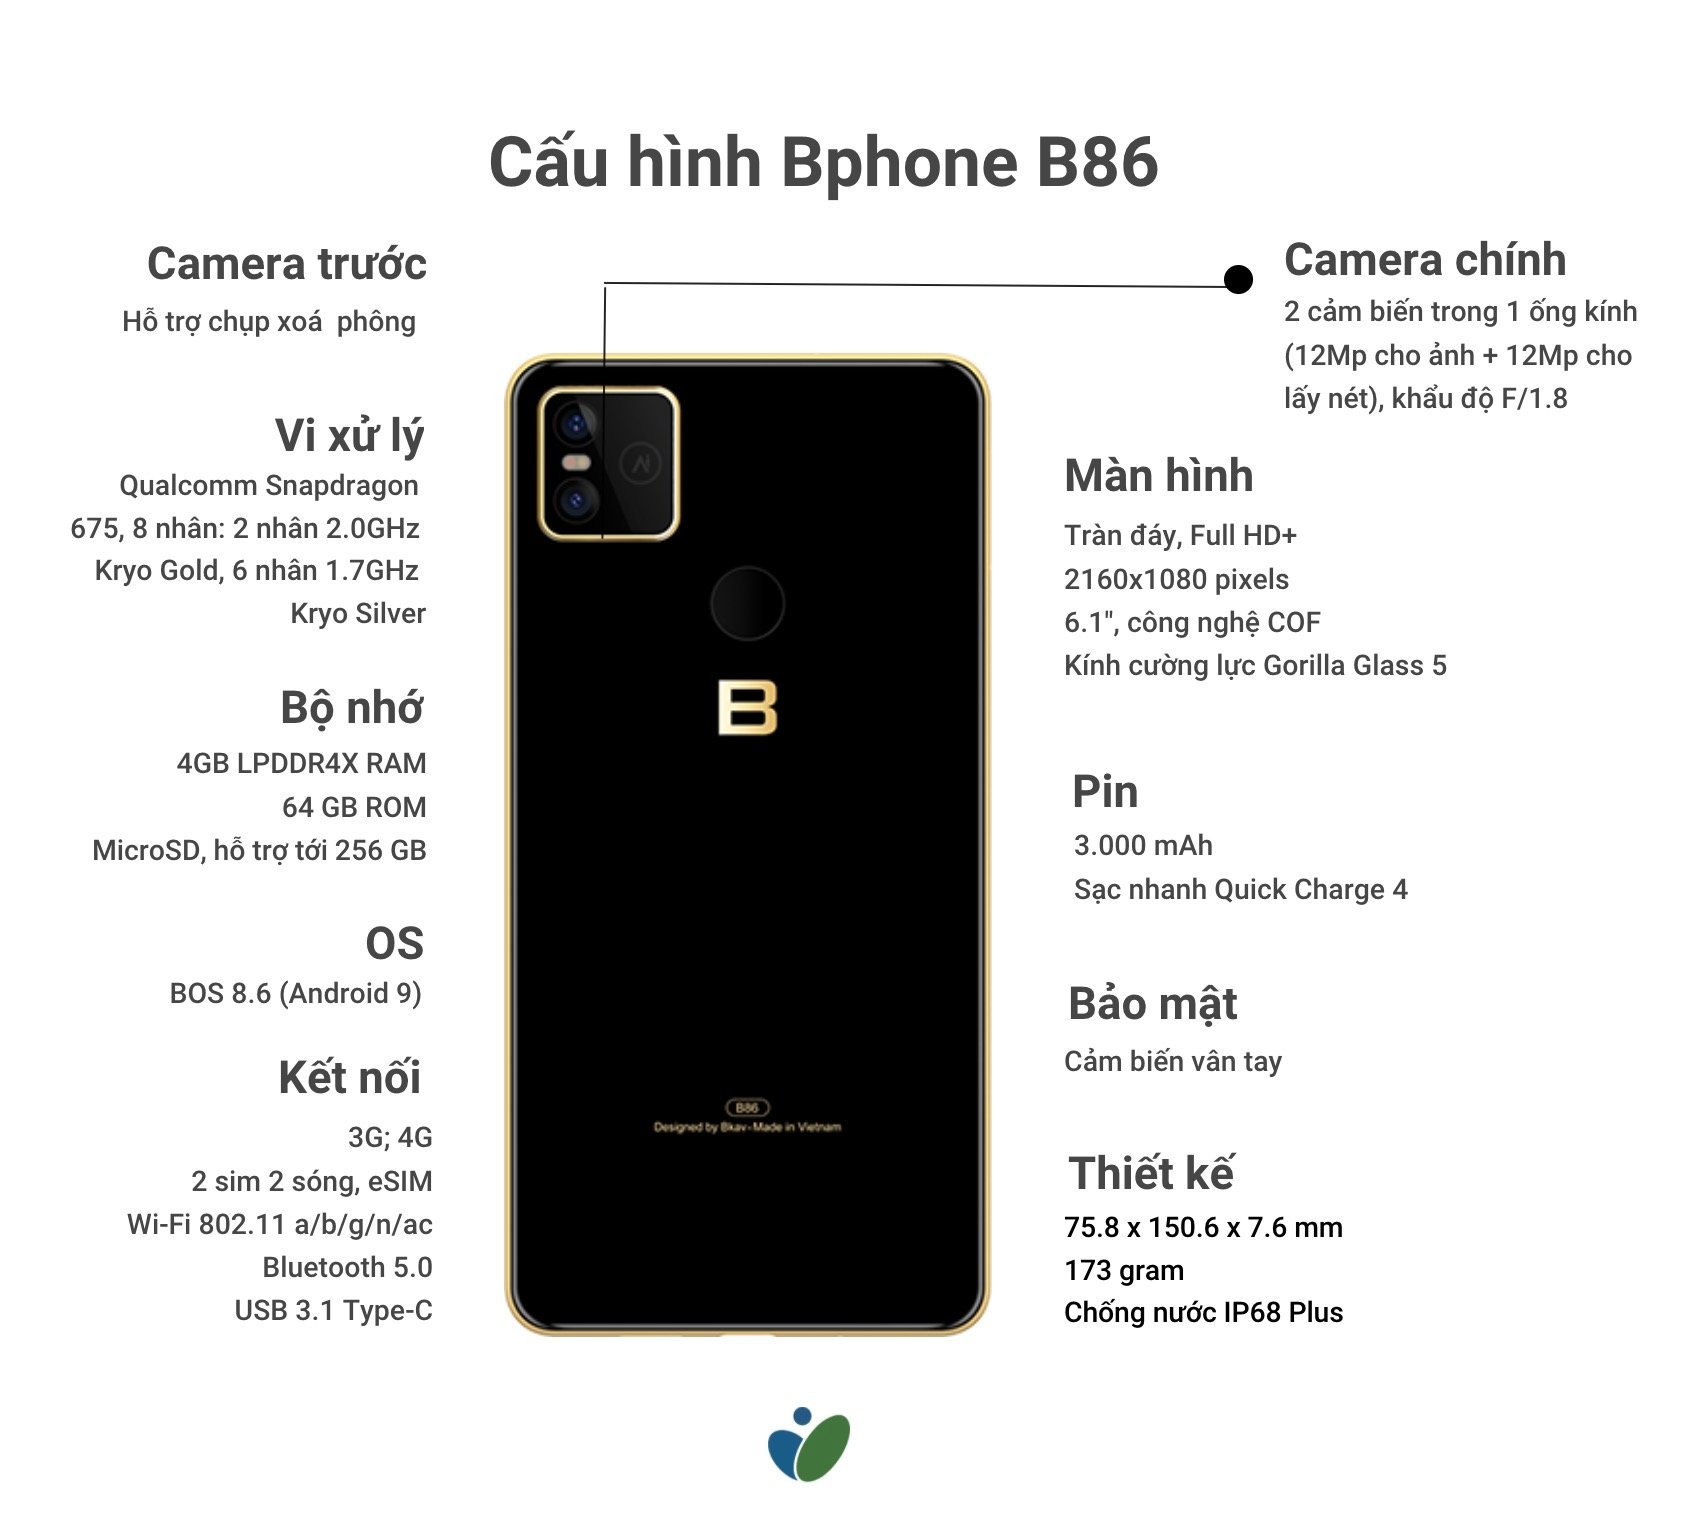 Cấu hình Bphone B86
Camera trước
Hỗ trợ chụp xoá phông
Vi xử lý
Qualcomm Snapdragon
675, 8 nhân: 2 nhân 2.0GHz
Kryo Gold, 6 nhân 1.7GHz
Kryo Silver
Bộ nhớ
4GB LPDDR4X RAM
64 GB ROM
MicroSD, hỗ trợ tới 256 GB
OS
BOS 8.6 (Android 9)
Kết nối
3G; 4G
2 sim 2 sóng, eSIM
Wi-Fi 802.11 a/b/g/n/ac
Bluetooth 5.0
USB 3.1 Type-C
Ai
B
B86
Designed by Bkav - Made in Vietnam
Camera chính
2 cảm biến trong 1 ống kính
(12Mp cho ảnh + 12Mp cho
lấy nét), khẩu độ F/1.8
Màn hình
Tràn đáy, Full HD+
2160x1080 pixels
6.1", công nghệ COF
Kính cường lực Gorilla Glass 5
Pin
3.000 mAh
Sạc nhanh Quick Charge 4
Bảo mật
Cảm biến vân tay
Thiết kế
75.8 x 150.6 x 7.6 mm
173 gram
Chống nước IP68 Plus